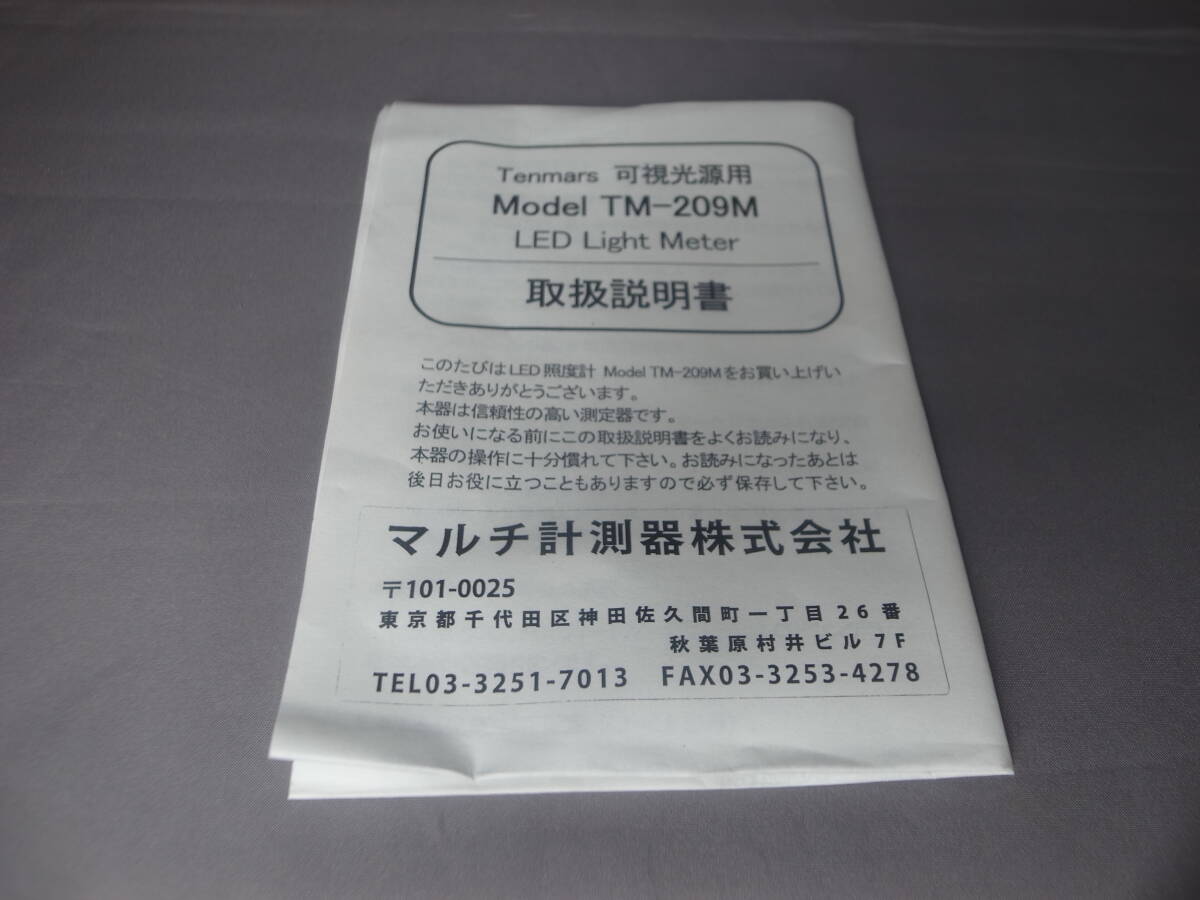 Tenmars 可視光源用
Model TM-209M
LED Light Meter
取扱説明書
このたびはLED照度計 Model TM-209Mをお買い上げい
ただきありがとうございます。
本器は信頼性の高い測定器です。
お使いになる前にこの取扱説明書をよくお読みになり、
本器の操作に十分慣れて下さい。お読みになったあとは
後日お役に立つこともありますので必ず保存して下さい。
マルチ計測器株式会社
〒101-0025
東京都千代田区神田佐久間町一丁目26番
秋葉原村井ビル7F
TEL03-3251-7013 FAX03-3253-4278